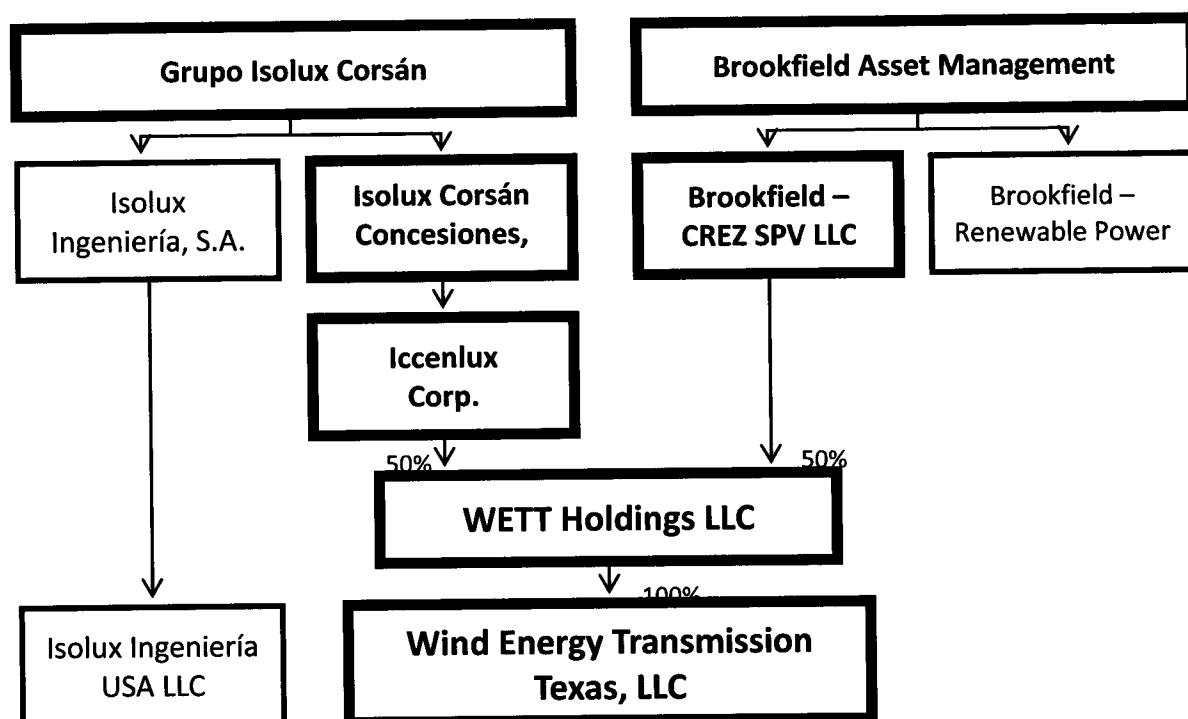 Grupo Isolux Corsán
Brookfield Asset Management
Isolux
Ingeniería, S.A.
Isolux Corsán
Concesiones,
Brookfield –
CREZ SPV LLC
Brookfield –
Renewable Power
Iccenlux
Corp.
50%
50%
WETT Holdings LLC
100%
Isolux Ingeniería
USA LLC
Wind Energy Transmission
Texas, LLC